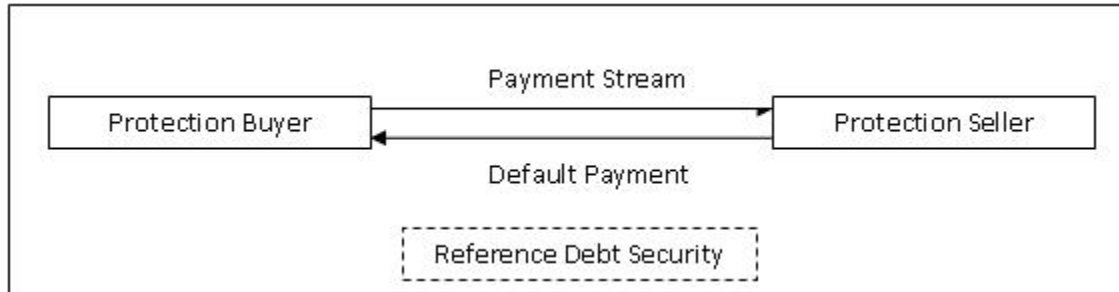 Payment Stream
Protection Buyer
Protection Seller
Default Payment
Reference Debt Security